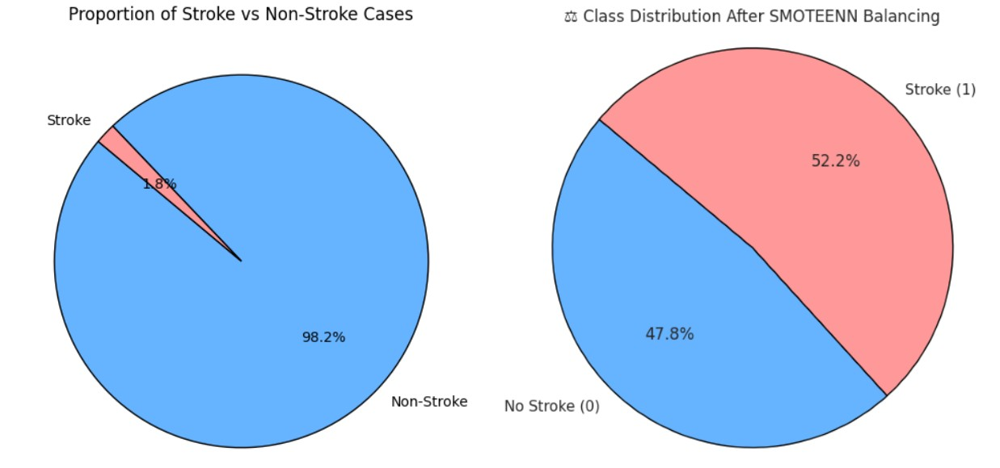 Proportion of Stroke vs Non-Stroke Cases
Stroke
1.8%
98.2%
Non-Stroke
⚖ Class Distribution After SMOTEENN Balancing
Stroke (1)
52.2%
47.8%
No Stroke (0)